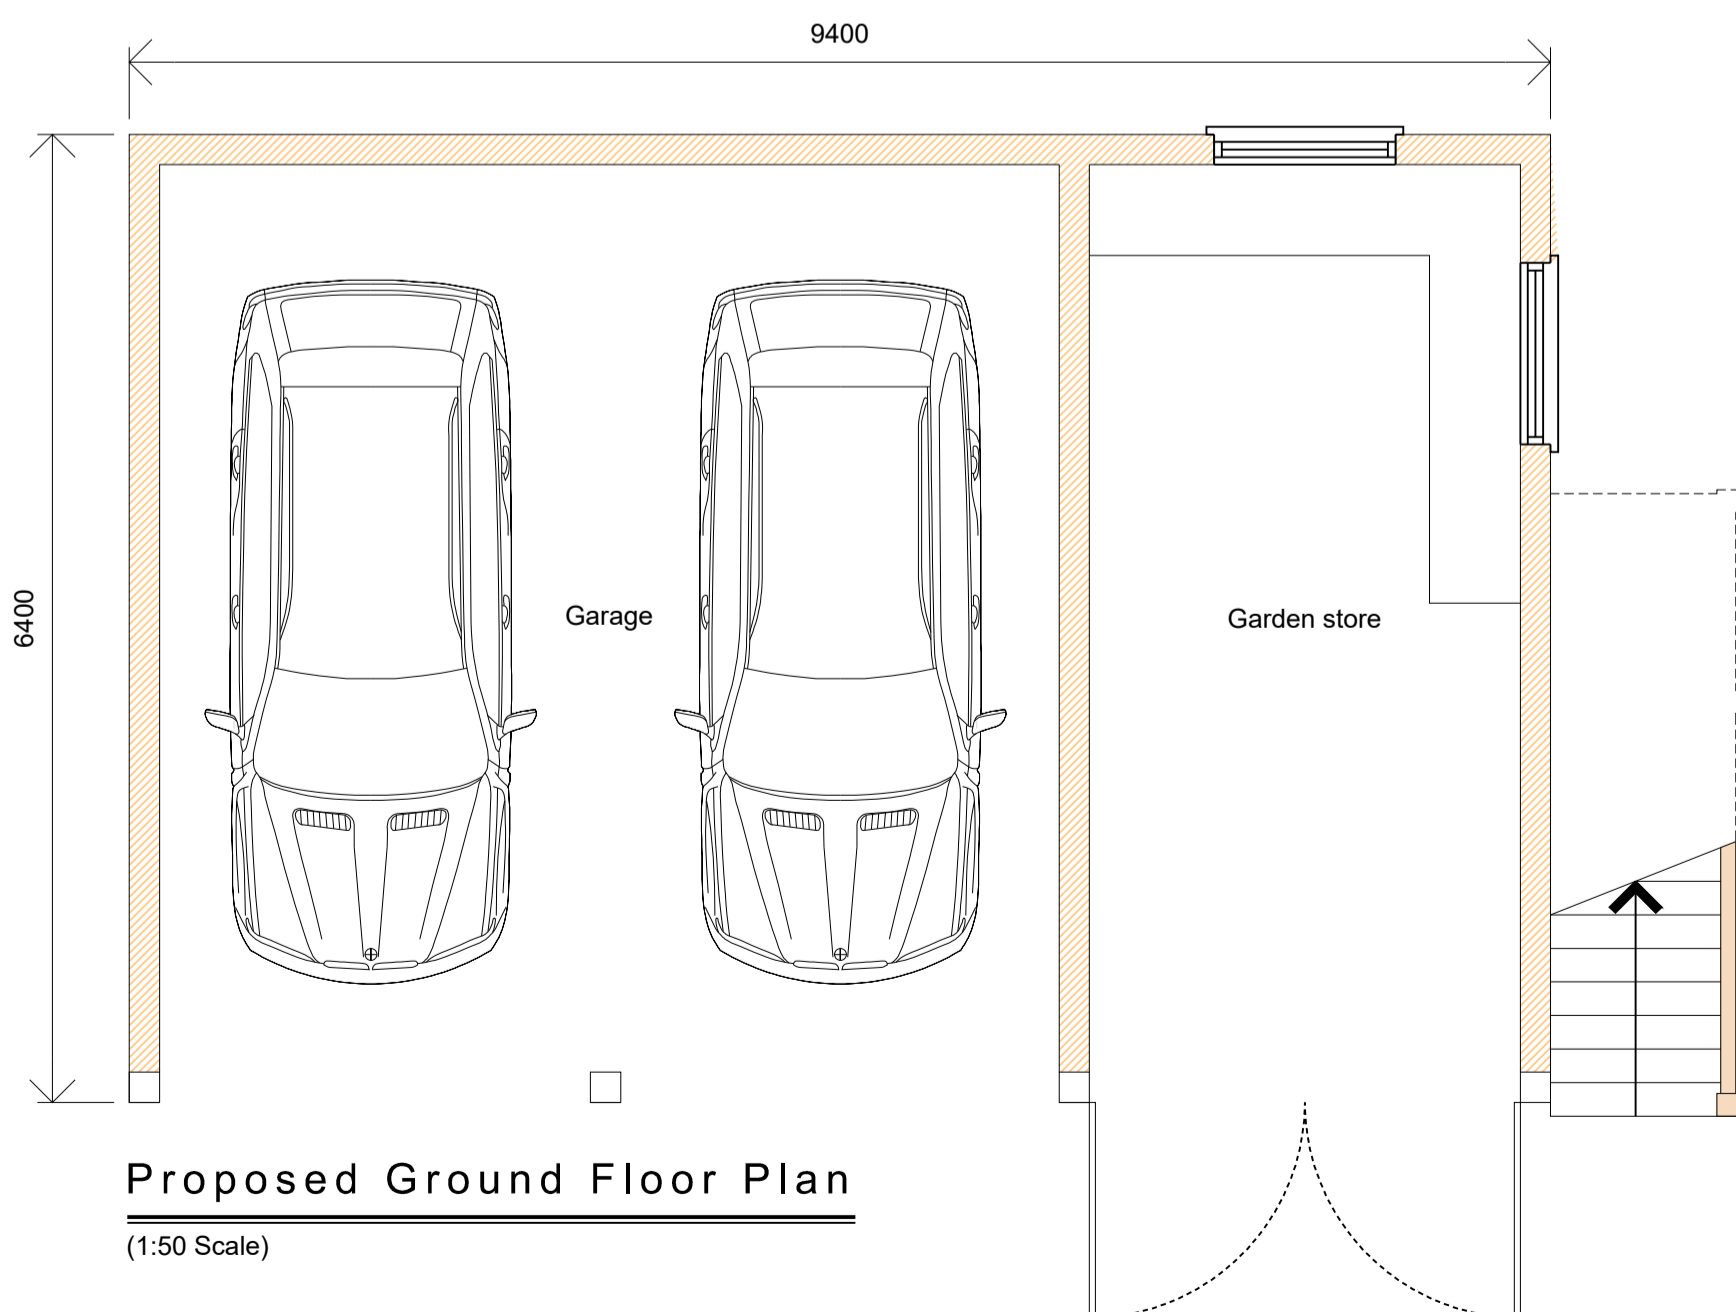 9400
6400
Garage
Garden store
Proposed Ground Floor Plan
(1:50 Scale)